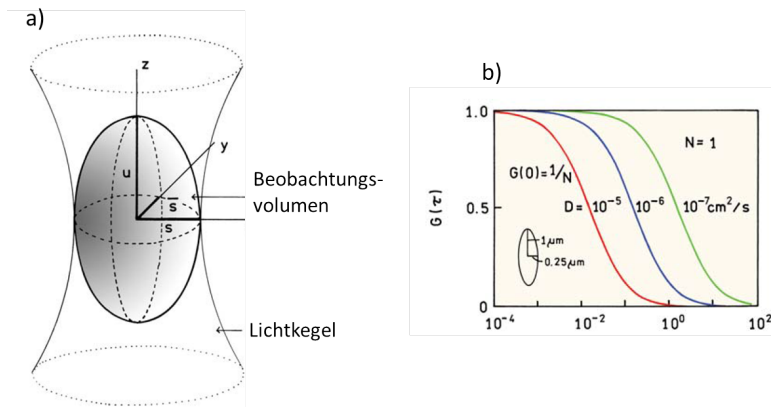 a)
z
y
u
s
s
Beobachtungs-
volumen
Lichtkegel
b)
1.0
0.5
0
G(τ)
N=1
G(0)=1/N
D= 10⁻⁵ 10⁻⁶ 10⁻⁷cm²/s
1µm
0.25µm
10⁻⁴ 10⁻² 10⁰ 10²